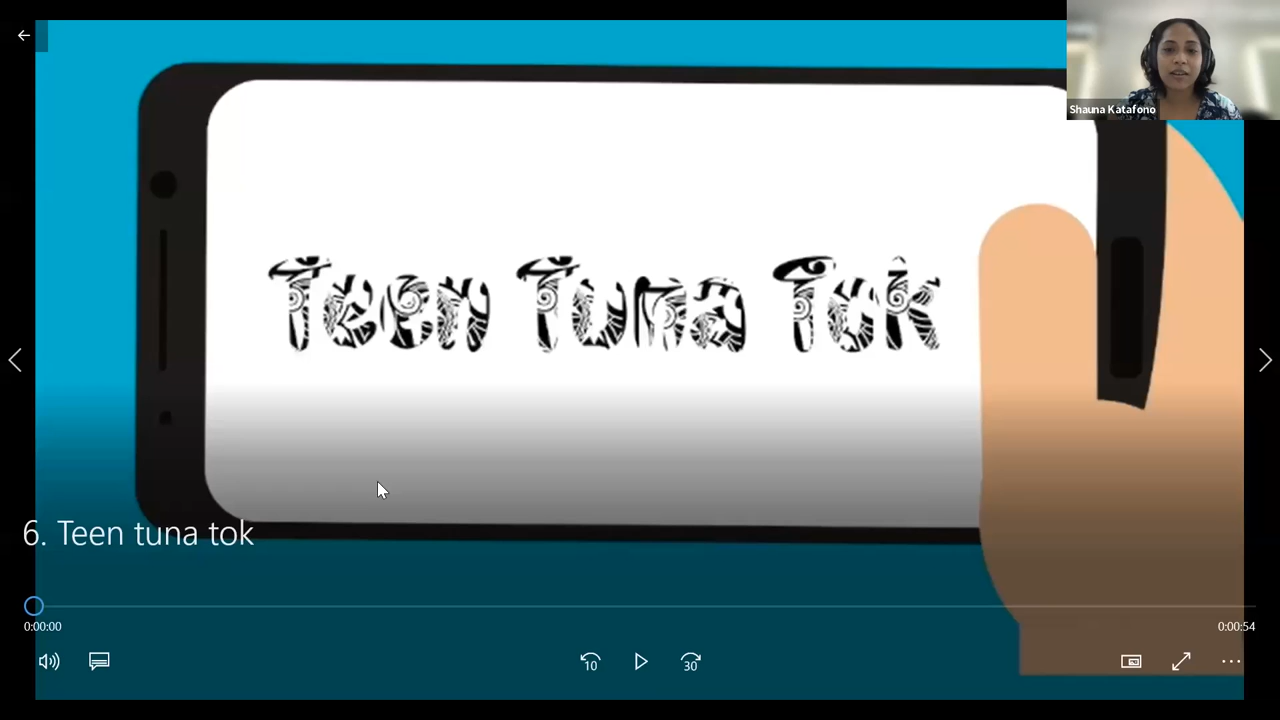 Shauna Katafono
Teen Tuna Tok
6. Teen tuna tok
0:00:00
0:00:54
10
30